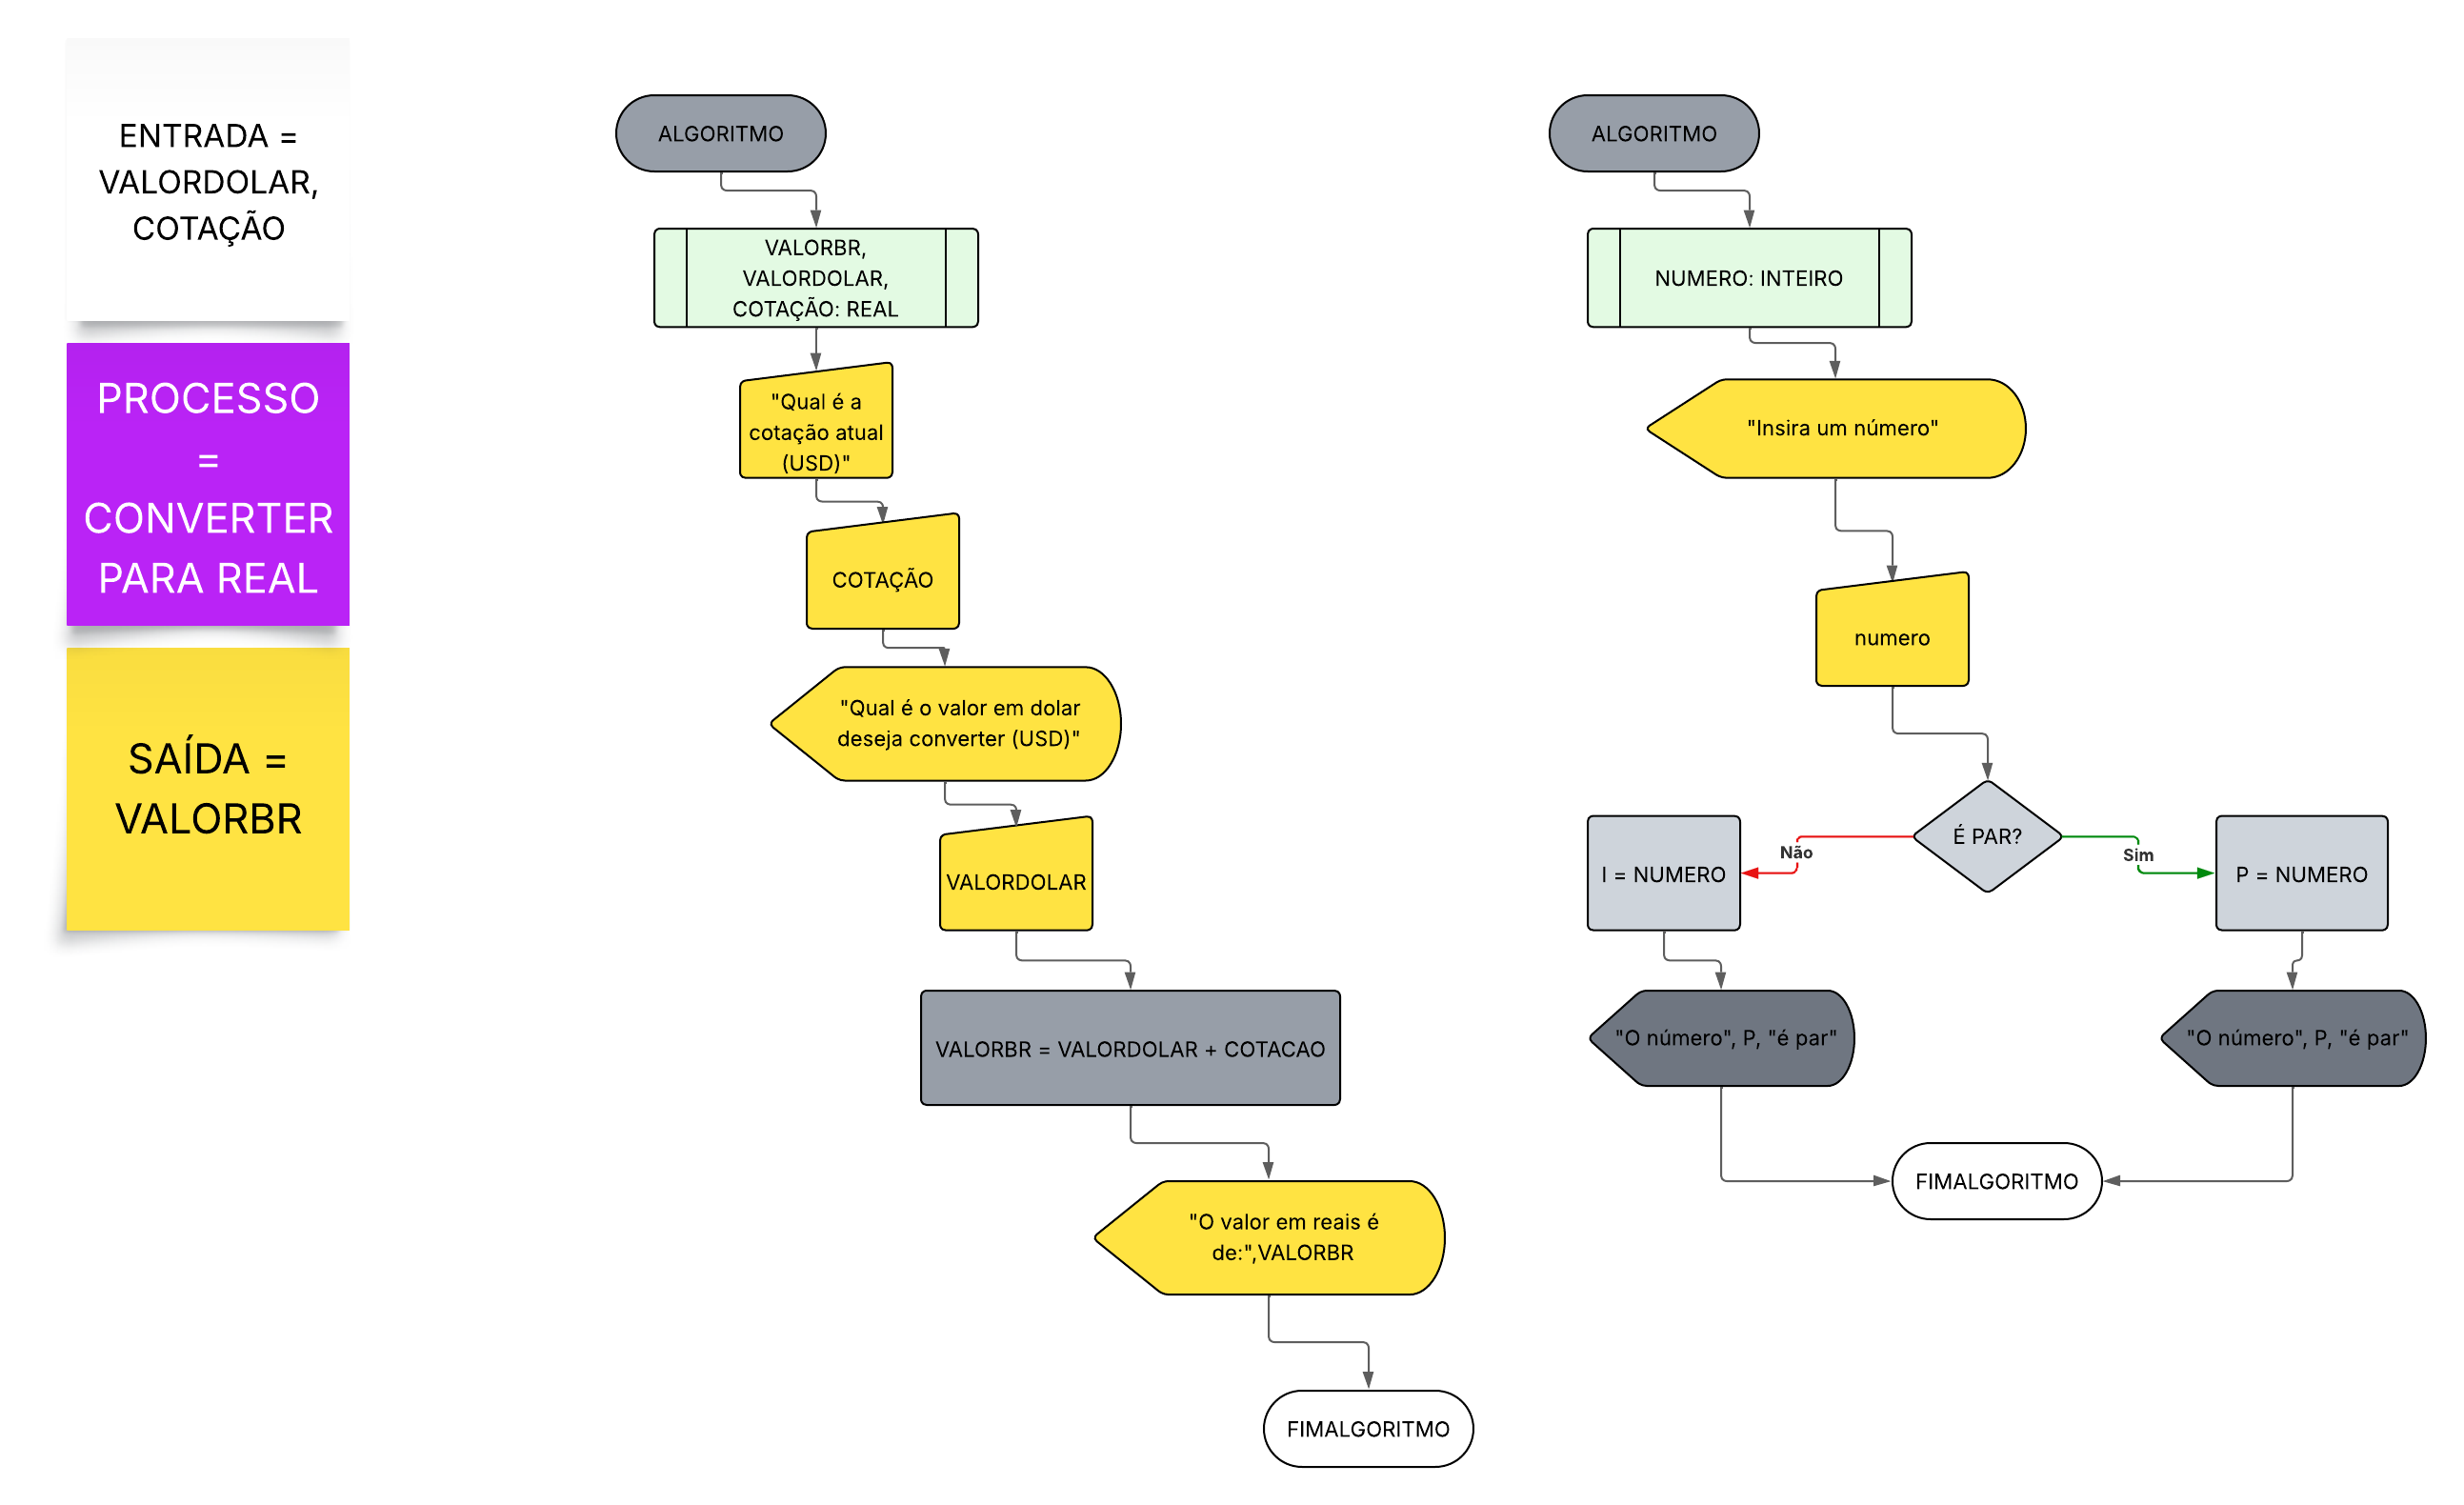 ENTRADA =
VALORDOLAR,
COTAÇÃO
PROCESSO
=
CONVERTER
PARA REAL
SAÍDA =
VALORBR
ALGORITMO
VALORBR,
VALORDOLAR,
COTAÇÃO: REAL
"Qual é a
cotação atual
(USD)"
COTAÇÃO
"Qual é o valor em dolar
deseja converter (USD)"
VALORDOLAR
VALORBR = VALORDOLAR + COTACAO
"O valor em reais é
de:",VALORBR
FIMALGORITMO
ALGORITMO
NUMERO: INTEIRO
"Insira um número"
numero
É PAR?
Não
Sim
I = NUMERO
P = NUMERO
"O número", P, "é par"
"O número", P, "é par"
FIMALGORITMO